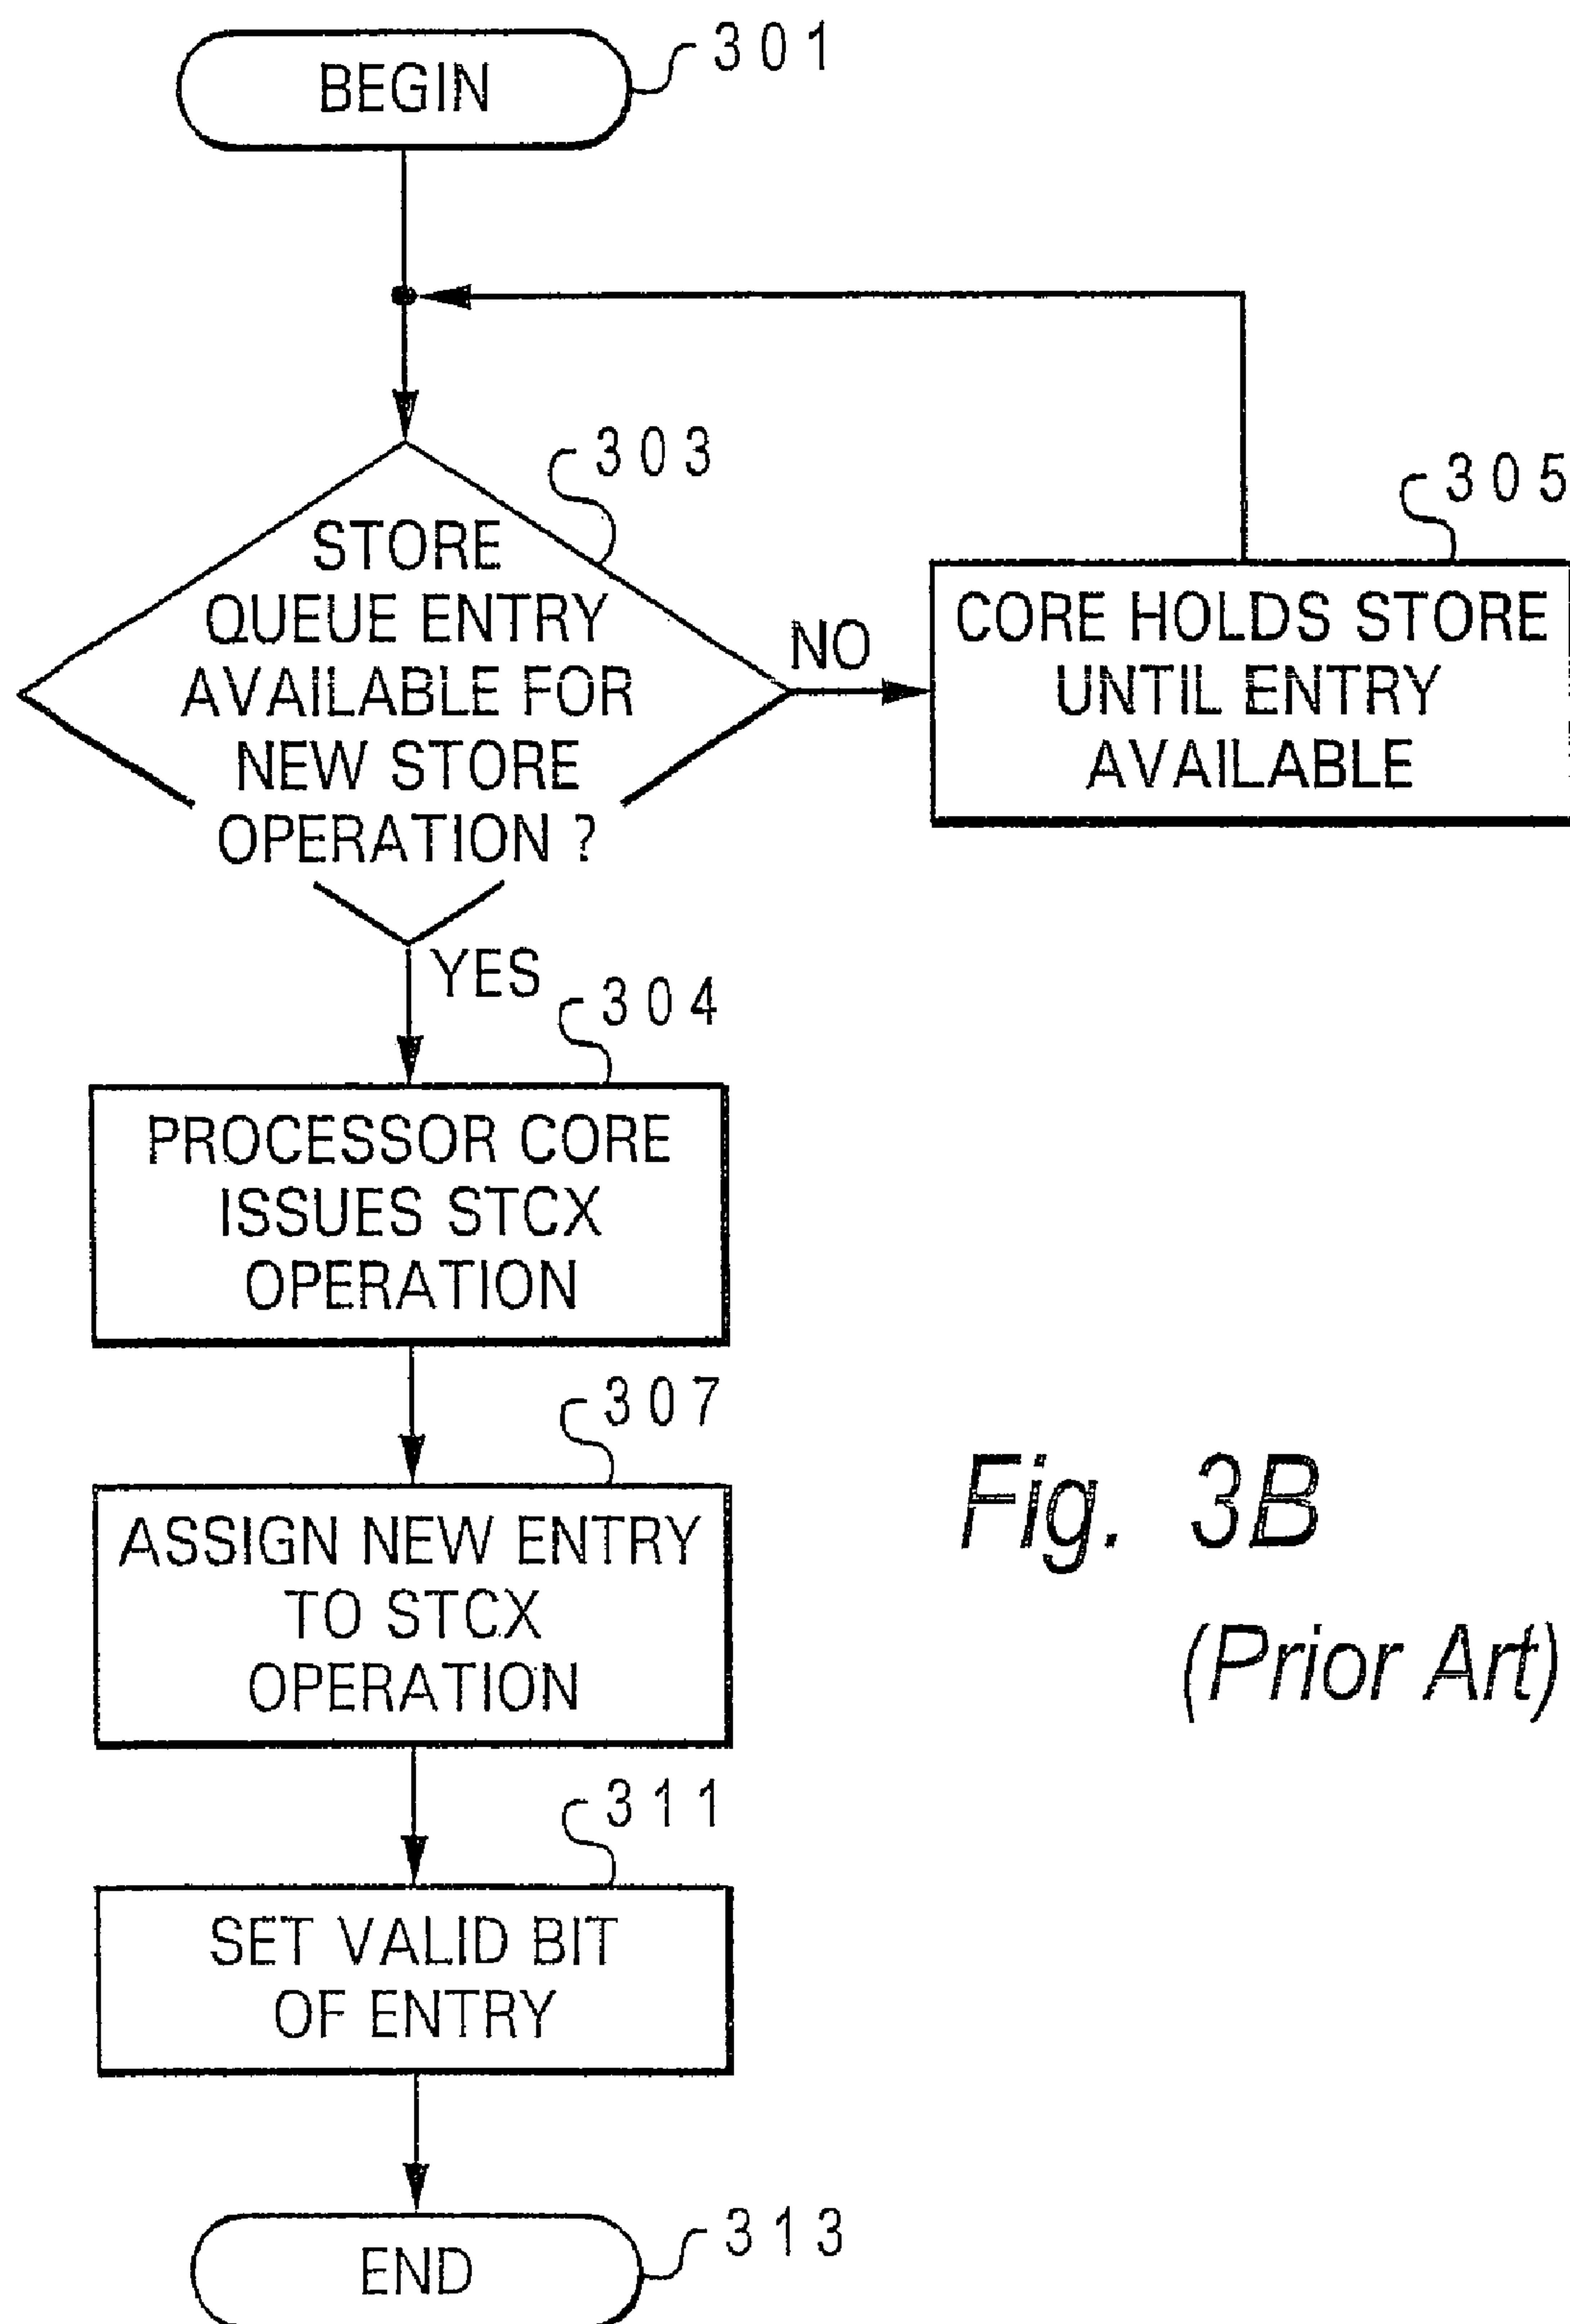 BEGIN
301
303
STORE
QUEUE ENTRY
AVAILABLE FOR
NEW STORE
OPERATION ?
NO
305
CORE HOLDS STORE
UNTIL ENTRY
AVAILABLE
YES
304
PROCESSOR CORE
ISSUES STCX
OPERATION
307
ASSIGN NEW ENTRY
TO STCX
OPERATION
Fig. 3B
(Prior Art)
311
SET VALID BIT
OF ENTRY
END
313